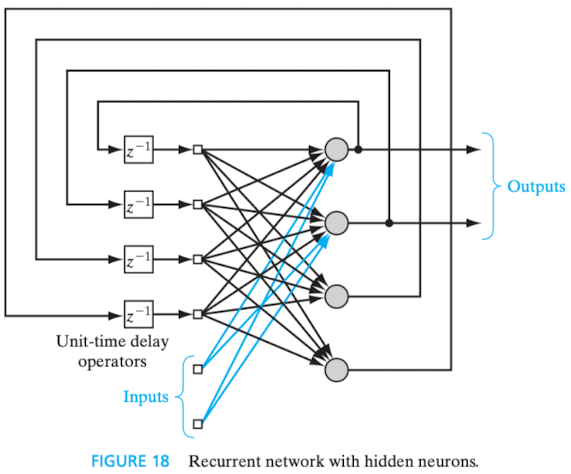 z⁻¹
z⁻¹
Outputs
z⁻¹
z⁻¹
Unit-time delay
operators
Inputs
FIGURE 18 Recurrent network with hidden neurons.